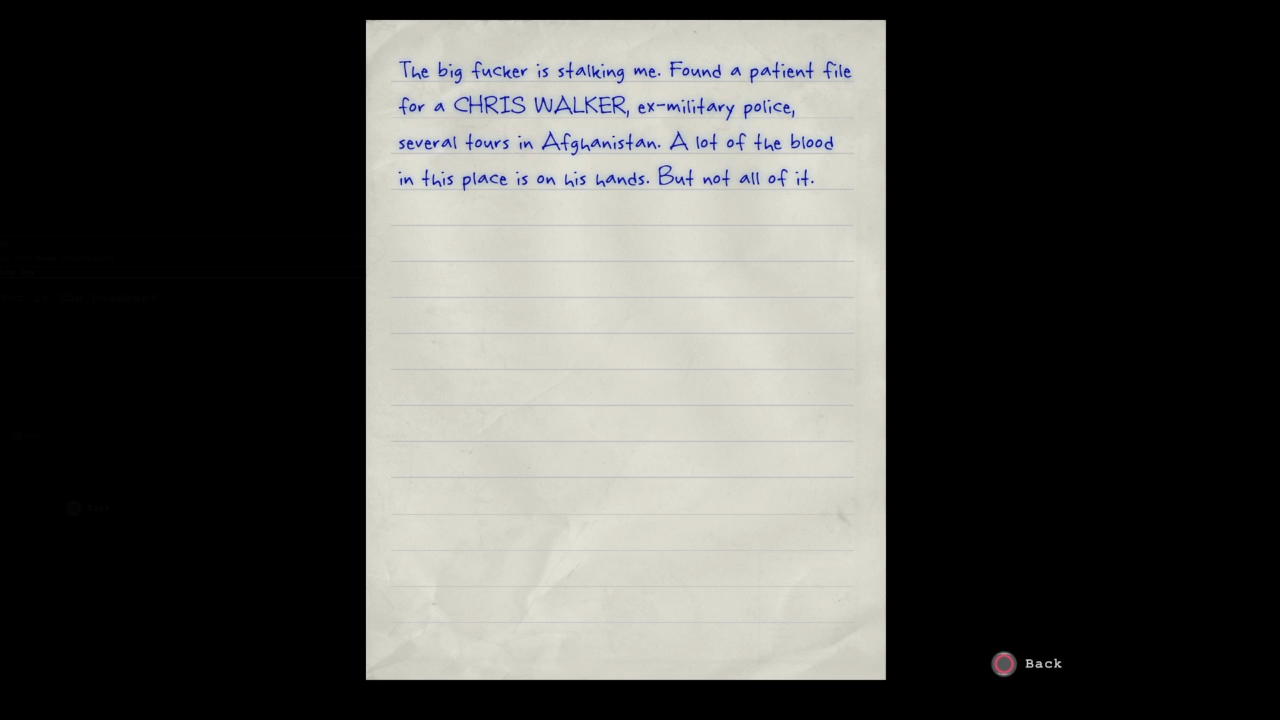 The big fucker is stalking me. Found a patient file
for a CHRIS WALKER, ex-military police,
several tours in Afghanistan. A lot of the blood
in this place is on his hands. But not all of it.
Back